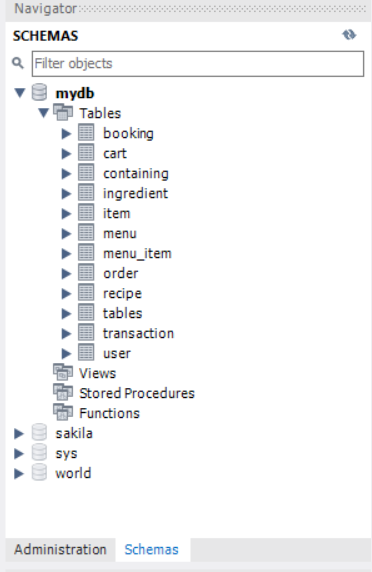 Navigator
SCHEMAS
Filter objects
mydb
Tables
booking
cart
containing
ingredient
item
menu
menu_item
order
recipe
tables
transaction
user
Views
Stored Procedures
Functions
sakila
sys
world
Administration Schemas